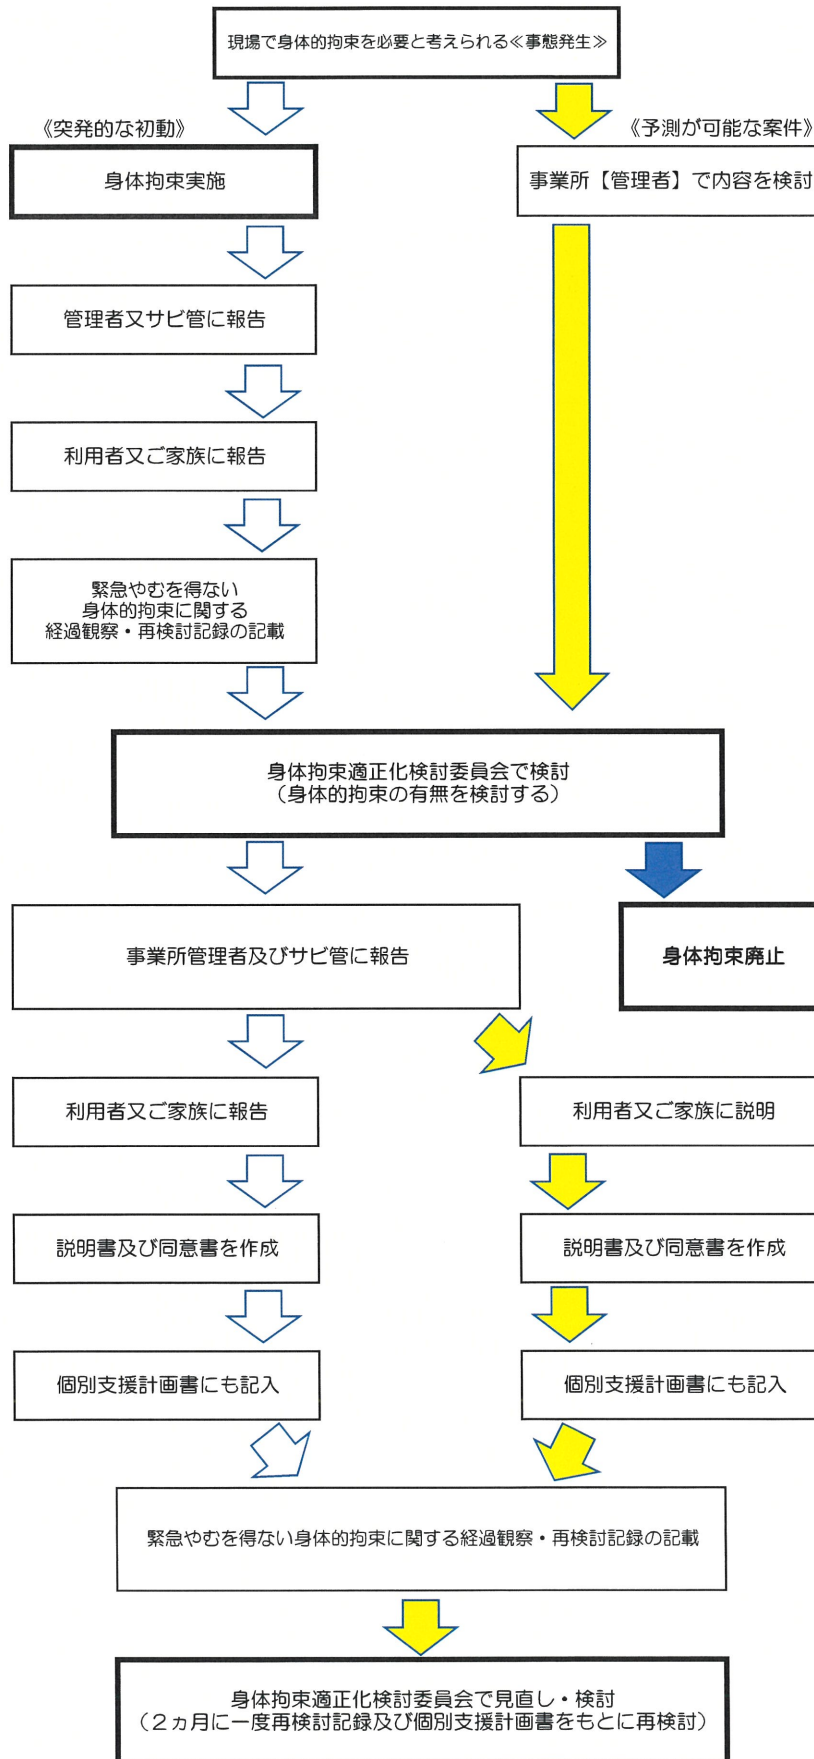 現場で身体的拘束を必要と考えられる≪事態発生≫
《突発的な初動》
《予測が可能な案件》
身体拘束実施
事業所【管理者】で内容を検討
管理者又サビ管に報告
利用者又ご家族に報告
緊急やむを得ない
身体的拘束に関する
経過観察・再検討記録の記載
身体拘束適正化検討委員会で検討
（身体的拘束の有無を検討する）
事業所管理者及びサビ管に報告
身体拘束廃止
利用者又ご家族に報告
利用者又ご家族に説明
説明書及び同意書を作成
説明書及び同意書を作成
個別支援計画書にも記入
個別支援計画書にも記入
緊急やむを得ない身体的拘束に関する経過観察・再検討記録の記載
身体拘束適正化検討委員会で見直し・検討
（２ヵ月に一度再検討記録及び個別支援計画書をもとに再検討）